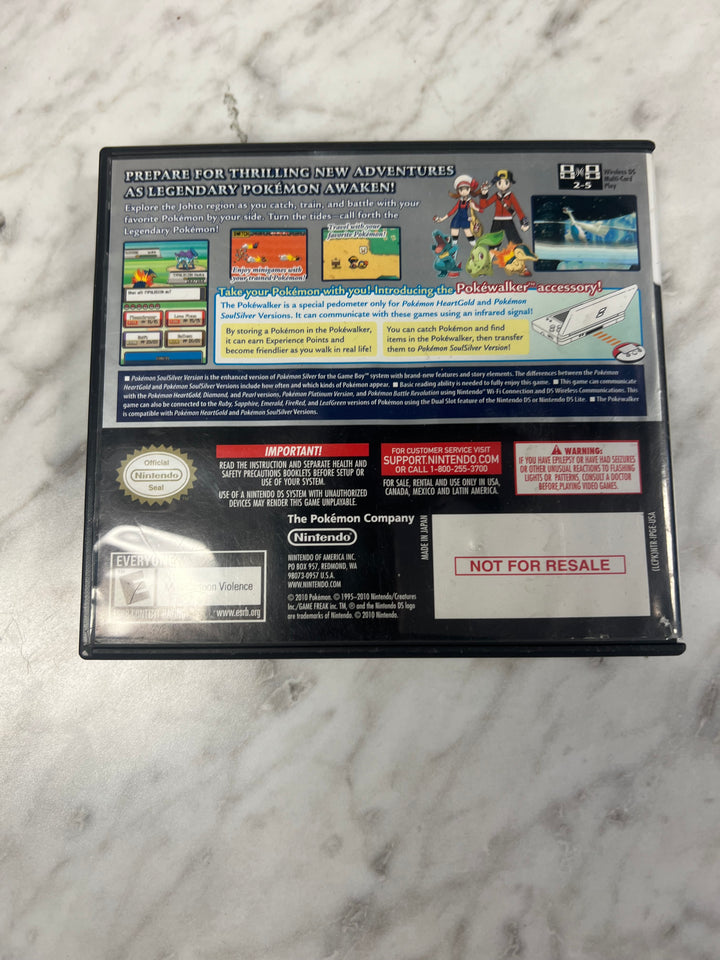 PREPARE FOR THRILLING NEW ADVENTURES
AS LEGENDARY POKÉMON AWAKEN!
Explore the Johto region as you catch, train, and battle with your
favorite Pokémon by your side. Turn the tides—call forth the
Legendary Pokémon!
Wireless DS
Multi-Card
Play
2-5
Enjoy minigames with
your trained Pokémon!
Travel with your
favorite Pokémon!
Take your Pokémon with you! Introducing the Pokéwalker™ accessory!
The Pokéwalker is a special pedometer only for Pokémon HeartGold and Pokémon
SoulSilver Versions. It can communicate with these games using an infrared signal!
By storing a Pokémon in the Pokéwalker,
it can earn Experience Points and
become friendlier as you walk in real life!
You can catch Pokémon and find
items in the Pokéwalker, then transfer
them to Pokémon SoulSilver Version!
■ Pokémon SoulSilver Version is the enhanced version of Pokémon Silver for the Game Boy™ system with brand-new features and story elements. The differences between the Pokémon
HeartGold and Pokémon SoulSilver Versions include how often and which kinds of Pokémon appear. ■ Basic reading ability is needed to fully enjoy this game. ■ This game can communicate
with the Pokémon HeartGold, Diamond, and Pearl versions, Pokémon Platinum Version, and Pokémon Battle Revolution using Nintendo® Wi-Fi Connection and DS Wireless Communications. This
game can also be connected to the Ruby, Sapphire, Emerald, FireRed, and LeafGreen versions of Pokémon using the Dual Slot feature of the Nintendo DS or Nintendo DS Lite. ■ The Pokéwalker
is compatible with Pokémon HeartGold and Pokémon SoulSilver Versions.
Official
Nintendo
Seal
IMPORTANT!
READ THE INSTRUCTION AND SEPARATE HEALTH AND
SAFETY PRECAUTIONS BOOKLETS BEFORE SETUP OR
USE OF YOUR SYSTEM.
USE OF A NINTENDO DS SYSTEM WITH UNAUTHORIZED
DEVICES MAY RENDER THIS GAME UNPLAYABLE.
FOR CUSTOMER SERVICE VISIT
SUPPORT.NINTENDO.COM
OR CALL 1-800-255-3700
FOR SALE, RENTAL AND USE ONLY IN USA,
CANADA, MEXICO AND LATIN AMERICA.
WARNING:
IF YOU HAVE EPILEPSY OR HAVE HAD SEIZURES
OR OTHER UNUSUAL REACTIONS TO FLASHING
LIGHTS OR PATTERNS, CONSULT A DOCTOR
BEFORE PLAYING VIDEO GAMES.
The Pokémon Company
Nintendo
NINTENDO OF AMERICA INC.
PO BOX 957, REDMOND, WA
98073-0957 U.S.A.
WWW.NINTENDO.COM
© 2010 Pokémon. © 1995–2010 Nintendo/Creatures
Inc./GAME FREAK inc. TM, ® and the Nintendo DS logo
are trademarks of Nintendo. © 2010 Nintendo.
EVERYONE
Violence
ESRB CONTENT
www.esrb.org
MADE IN JAPAN
NOT FOR RESALE
(LCPK)NTR-IPGE-USA